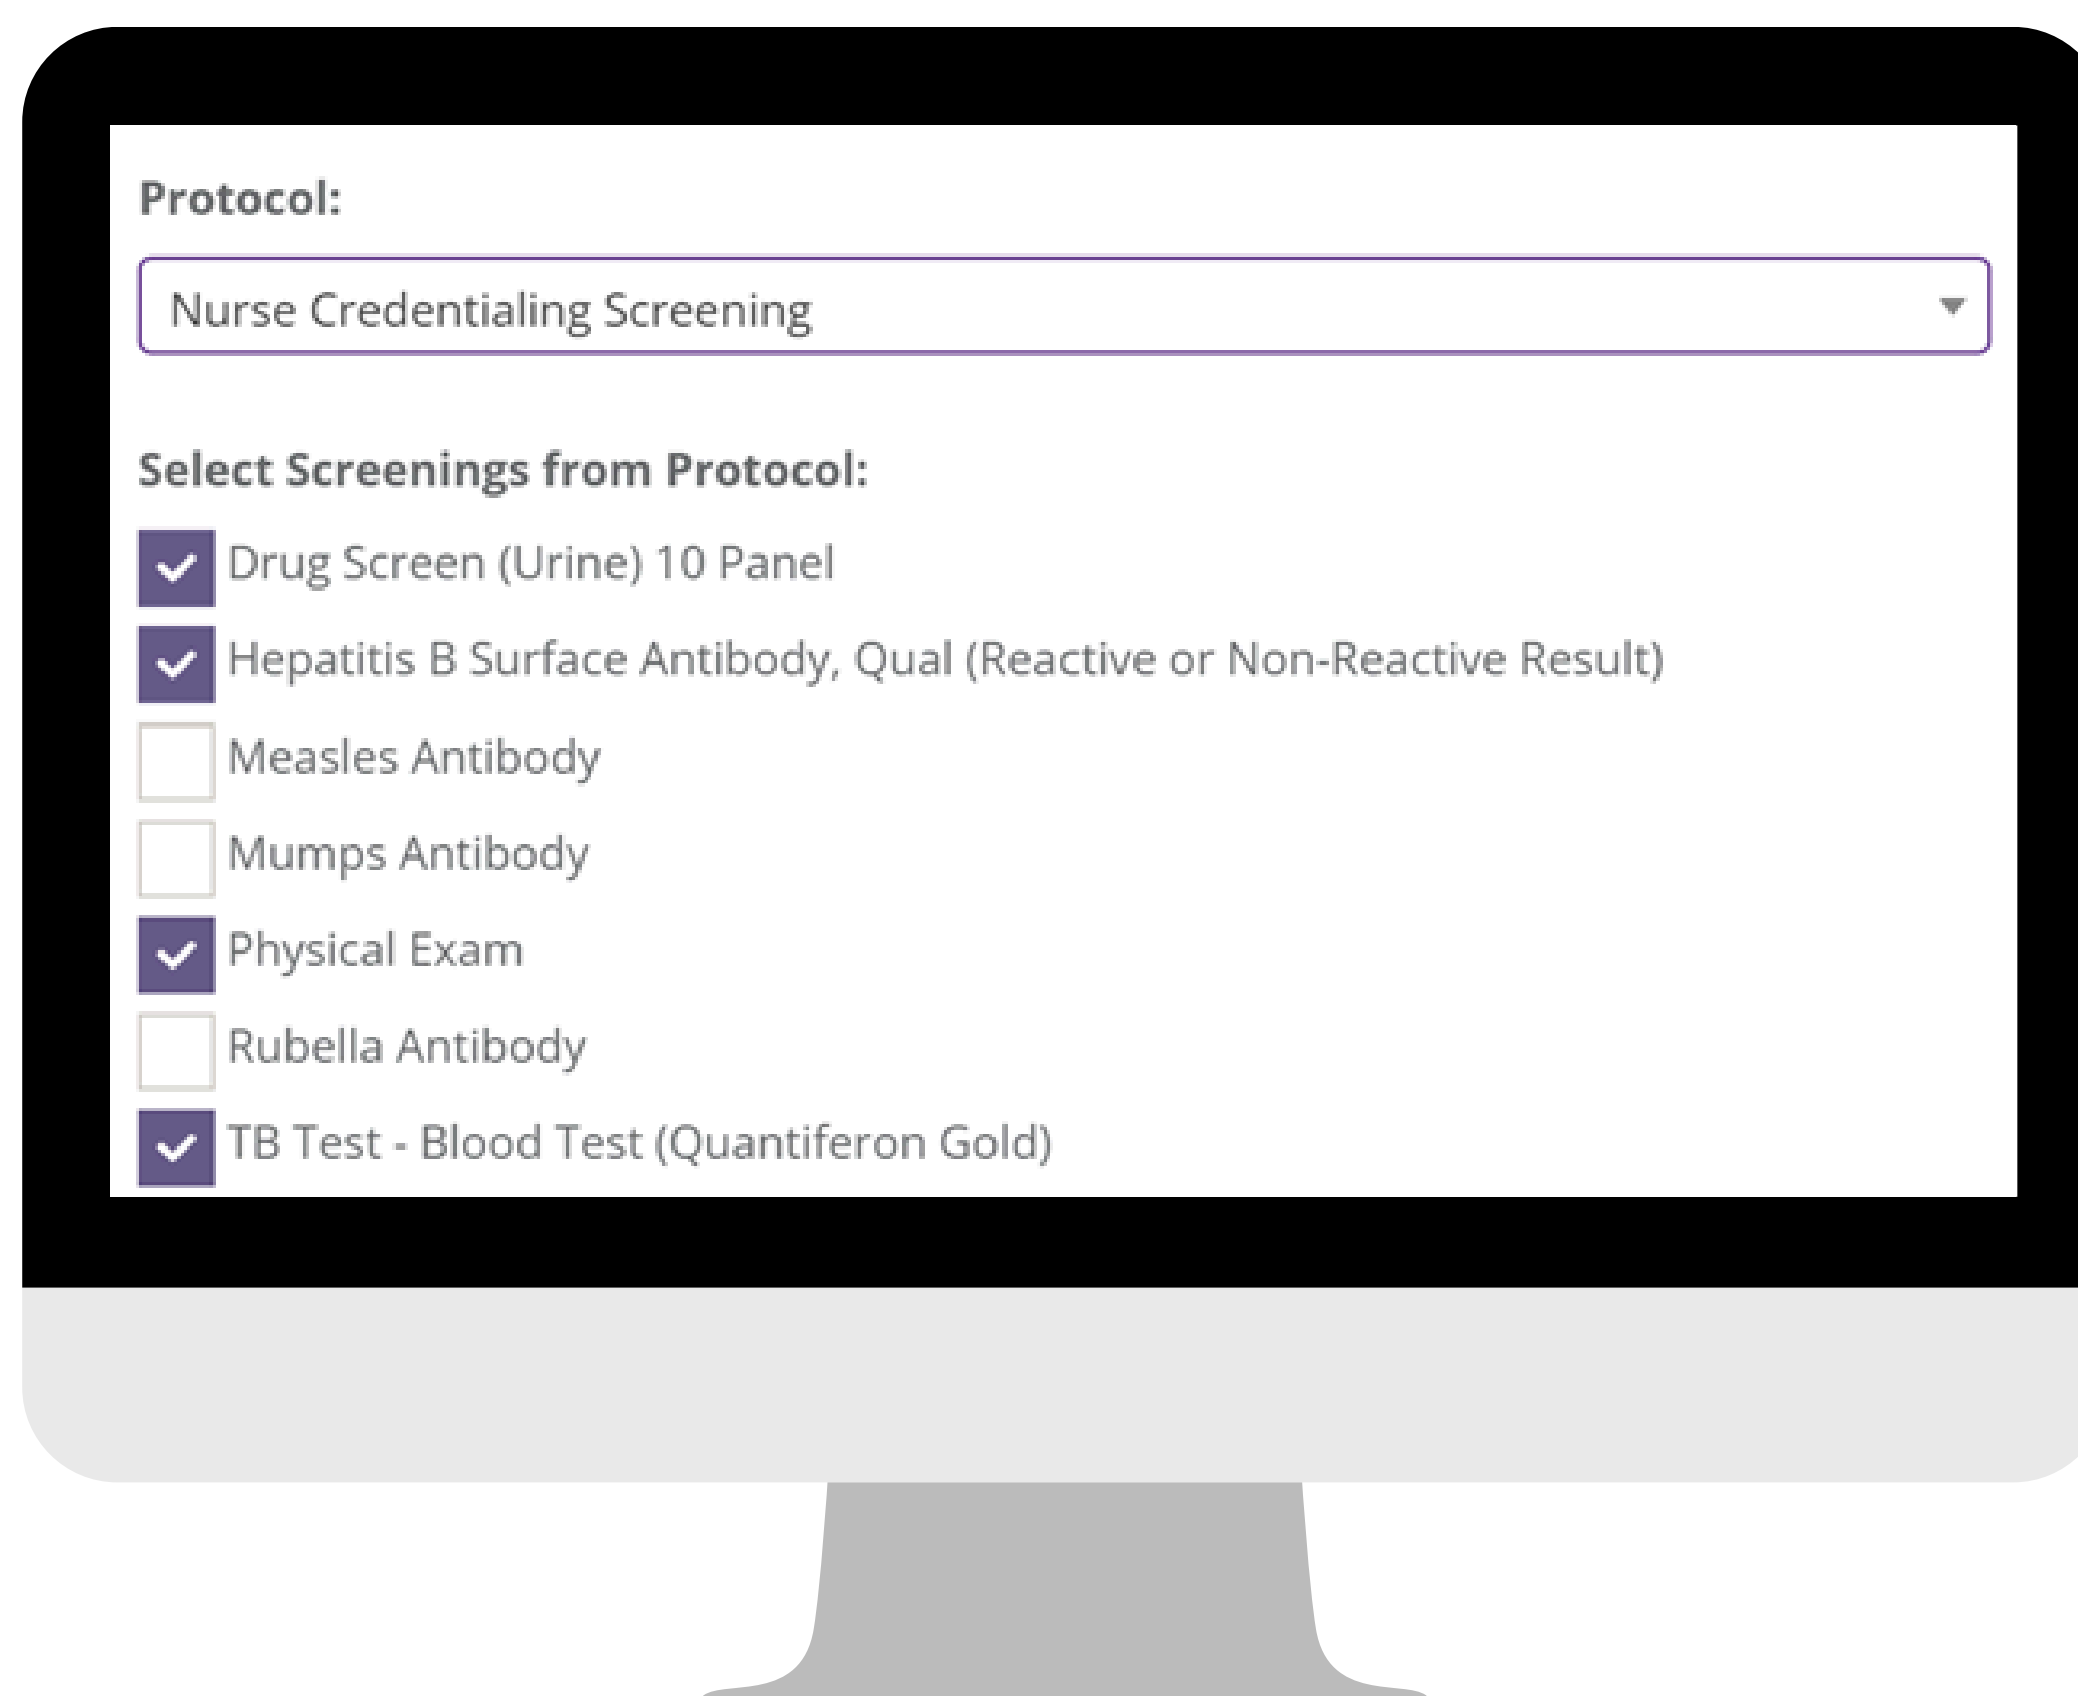 Protocol:
Nurse Credentialing Screening
Select Screenings from Protocol:
Drug Screen (Urine) 10 Panel
Hepatitis B Surface Antibody, Qual (Reactive or Non-Reactive Result)
Measles Antibody
Mumps Antibody
Physical Exam
Rubella Antibody
TB Test - Blood Test (Quantiferon Gold)